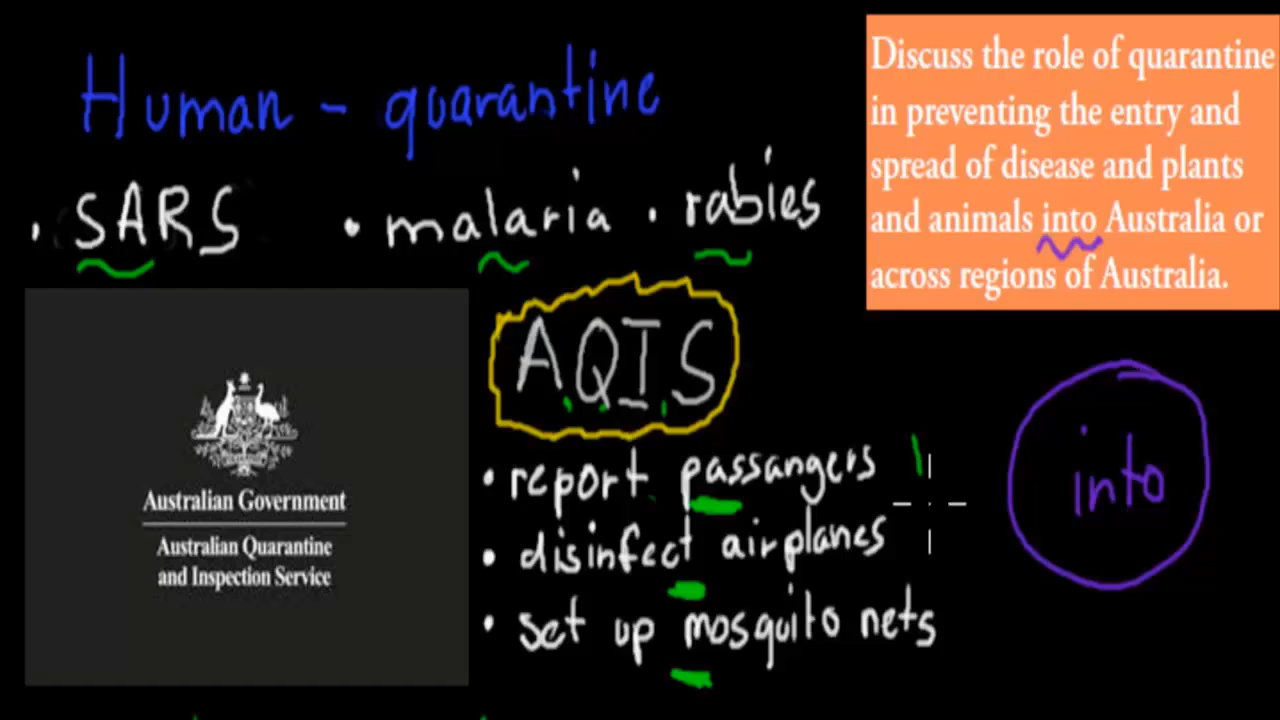 Human - quarantine
Discuss the role of quarantine
in preventing the entry and
spread of disease and plants
and animals into Australia or
across regions of Australia.
• SARS • malaria • rabies
AQIS
• report passangers
• disinfect airplanes
• set up mosquito nets
into
Australian Government
Australian Quarantine
and Inspection Service